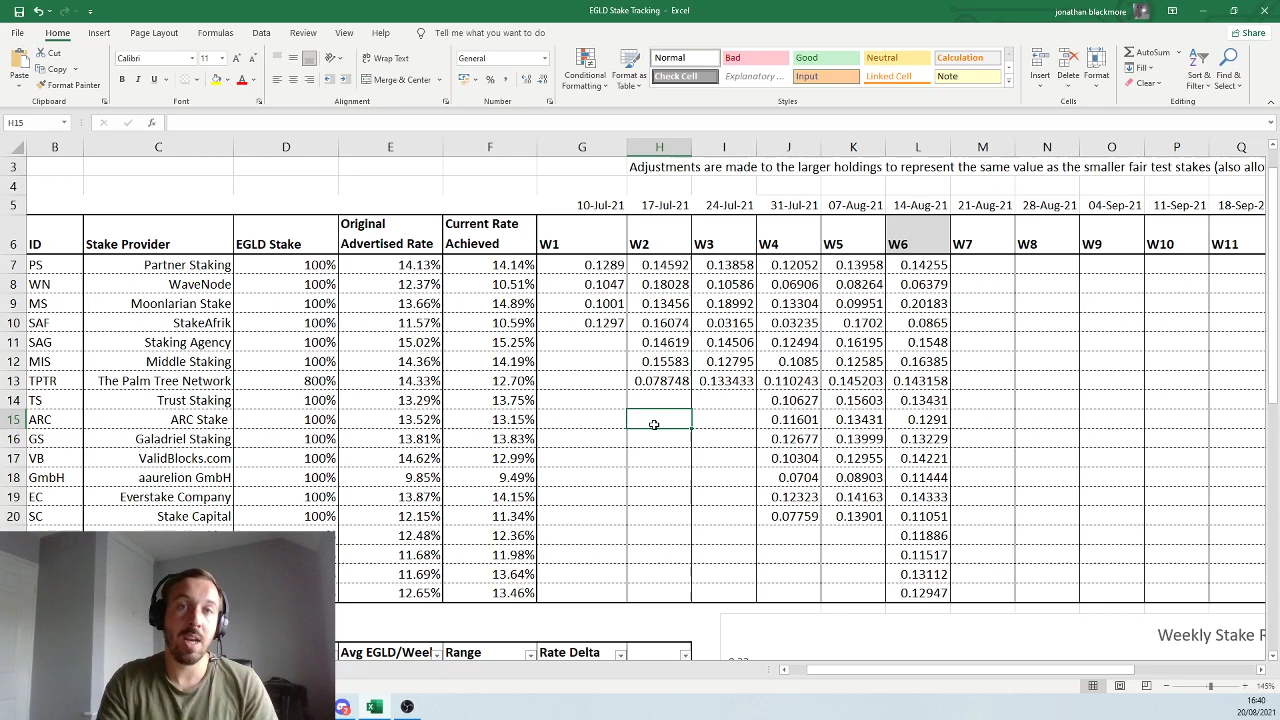 EGLD Stake Tracking - Excel
jonathan blackmore
File Home Insert Page Layout Formulas Data Review View Help Tell me what you want to do Share
Paste Cut Copy Format Painter
Calibri 11 Wrap Text Merge & Center General
Conditional Formatting Format as Table
Normal Bad Good Neutral Calculation
Check Cell Explanatory ... Input Linked Cell Note
Insert Delete Format
AutoSum Fill Clear Sort & Filter Find & Select
Clipboard Font Alignment Number Styles Cells Editing
H15
B C D E F G H I J K L M N O P Q
3 Adjustments are made to the larger holdings to represent the same value as the smaller fair test stakes (also allo
4
5 10-Jul-21 17-Jul-21 24-Jul-21 31-Jul-21 07-Aug-21 14-Aug-21 21-Aug-21 28-Aug-21 04-Sep-21 11-Sep-21 18-Sep-2
6 ID Stake Provider EGLD Stake Original Advertised Rate Current Rate Achieved W1 W2 W3 W4 W5 W6 W7 W8 W9 W10 W11
7 PS Partner Staking 100% 14.13% 14.14% 0.1289 0.14592 0.13858 0.12052 0.13958 0.14255
8 WN WaveNode 100% 12.37% 10.51% 0.1047 0.18028 0.10586 0.06906 0.08264 0.06379
9 MS Moonlarian Stake 100% 13.66% 14.89% 0.1001 0.13456 0.18992 0.13304 0.09951 0.20183
10 SAF StakeAfrik 100% 11.57% 10.59% 0.1297 0.16074 0.03165 0.03235 0.1702 0.0865
11 SAG Staking Agency 100% 15.02% 15.25% 0.14619 0.14506 0.12494 0.16195 0.1548
12 MIS Middle Staking 100% 14.36% 14.19% 0.15583 0.12795 0.1085 0.12585 0.16385
13 TPTR The Palm Tree Network 800% 14.33% 12.70% 0.078748 0.133433 0.110243 0.145203 0.143158
14 TS Trust Staking 100% 13.29% 13.75% 0.10627 0.15603 0.13431
15 ARC ARC Stake 100% 13.52% 13.15% 0.11601 0.13431 0.1291
16 GS Galadriel Staking 100% 13.81% 13.83% 0.12677 0.13999 0.13229
17 VB ValidBlocks.com 100% 14.62% 12.99% 0.10304 0.12955 0.14221
18 GmbH aaurelion GmbH 100% 9.85% 9.49% 0.0704 0.08903 0.11444
19 EC Everstake Company 100% 13.87% 14.15% 0.12323 0.14163 0.14333
20 SC Stake Capital 100% 12.15% 11.34% 0.07759 0.13901 0.11051
12.48% 12.36% 0.11886
11.68% 11.98% 0.11517
11.69% 13.64% 0.13112
12.65% 13.46% 0.12947
Weekly Stake R
Avg EGLD/Weel Range Rate Delta
145%
16:40
20/08/2021